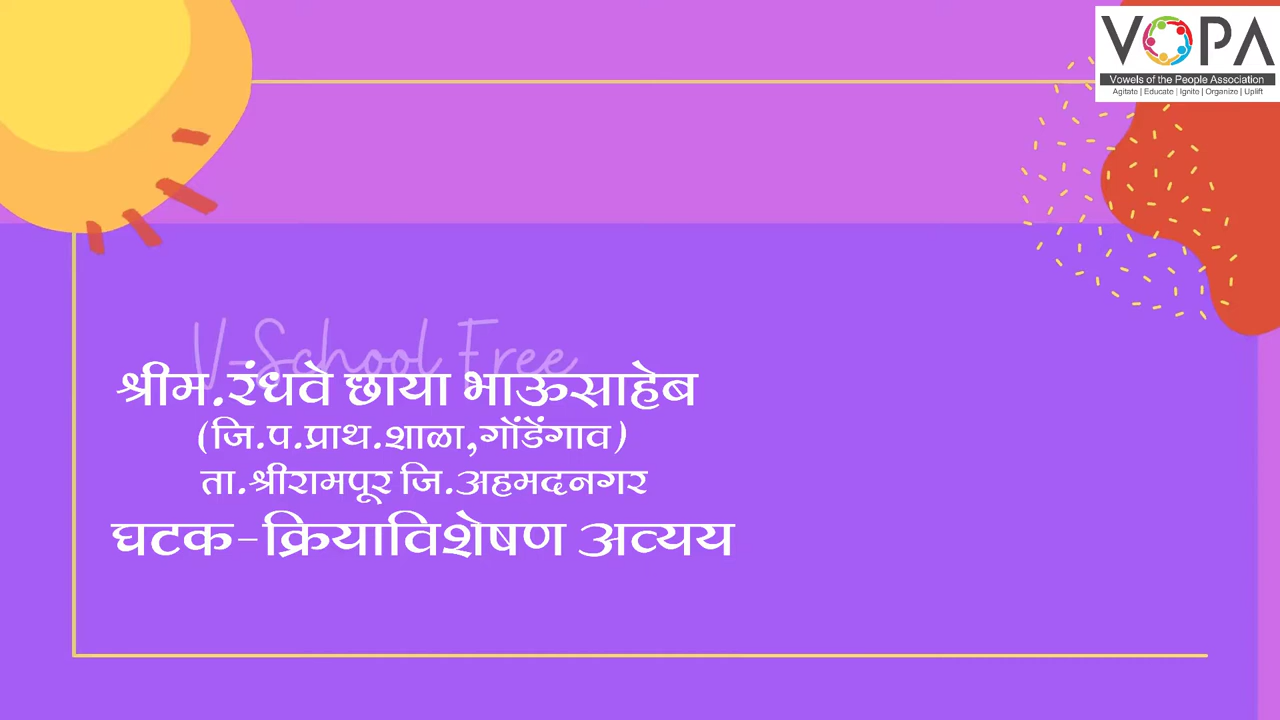 VOPA
Vowels of the People Association
Agitate | Educate | Ignite | Organize | Uplift
V-School Free
श्रीम.रंधवे छाया भाऊसाहेब
(जि.प.प्राथ.शाळा,गोंडेंगाव)
ता.श्रीरामपूर जि.अहमदनगर
घटक-क्रियाविशेषण अव्यय